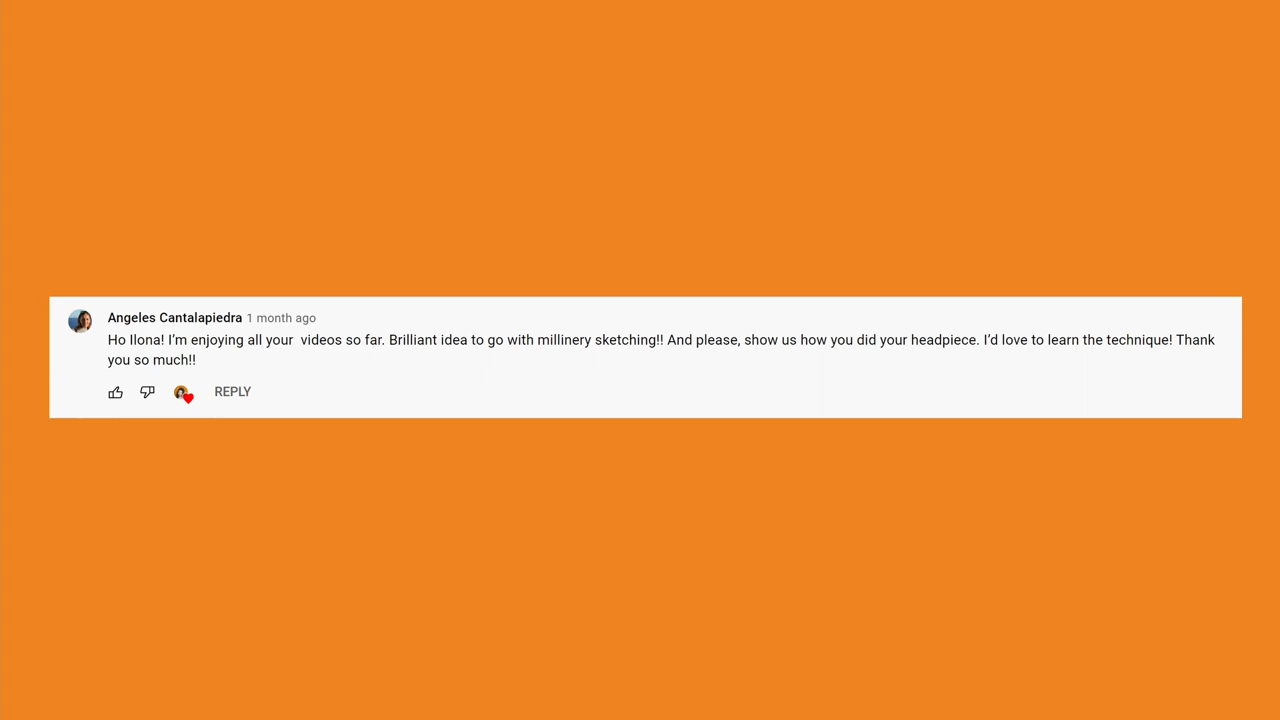 Angeles Cantalapiedra 1 month ago
Ho Ilona! I’m enjoying all your  videos so far. Brilliant idea to go with millinery sketching!! And please, show us how you did your headpiece. I’d love to learn the technique! Thank
you so much!!
REPLY